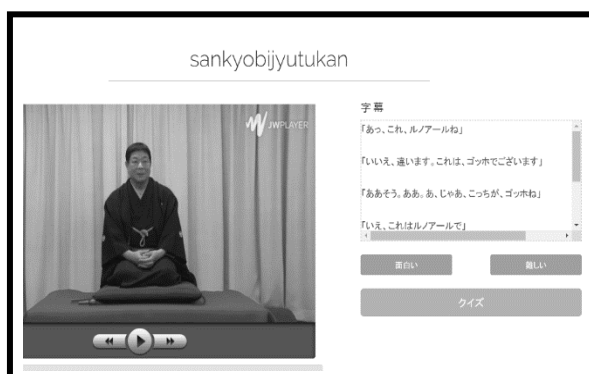 sankyobijyutukan
JWPLAYER
字幕
「あっ、これ、ルノアールね」
「いいえ、違います。これは、ゴッホでございます」
「ああそう。ああ。あ、じゃあ、こっちが、ゴッホね」
「いえ、これはルノアールで」
面白い
難しい
クイズ